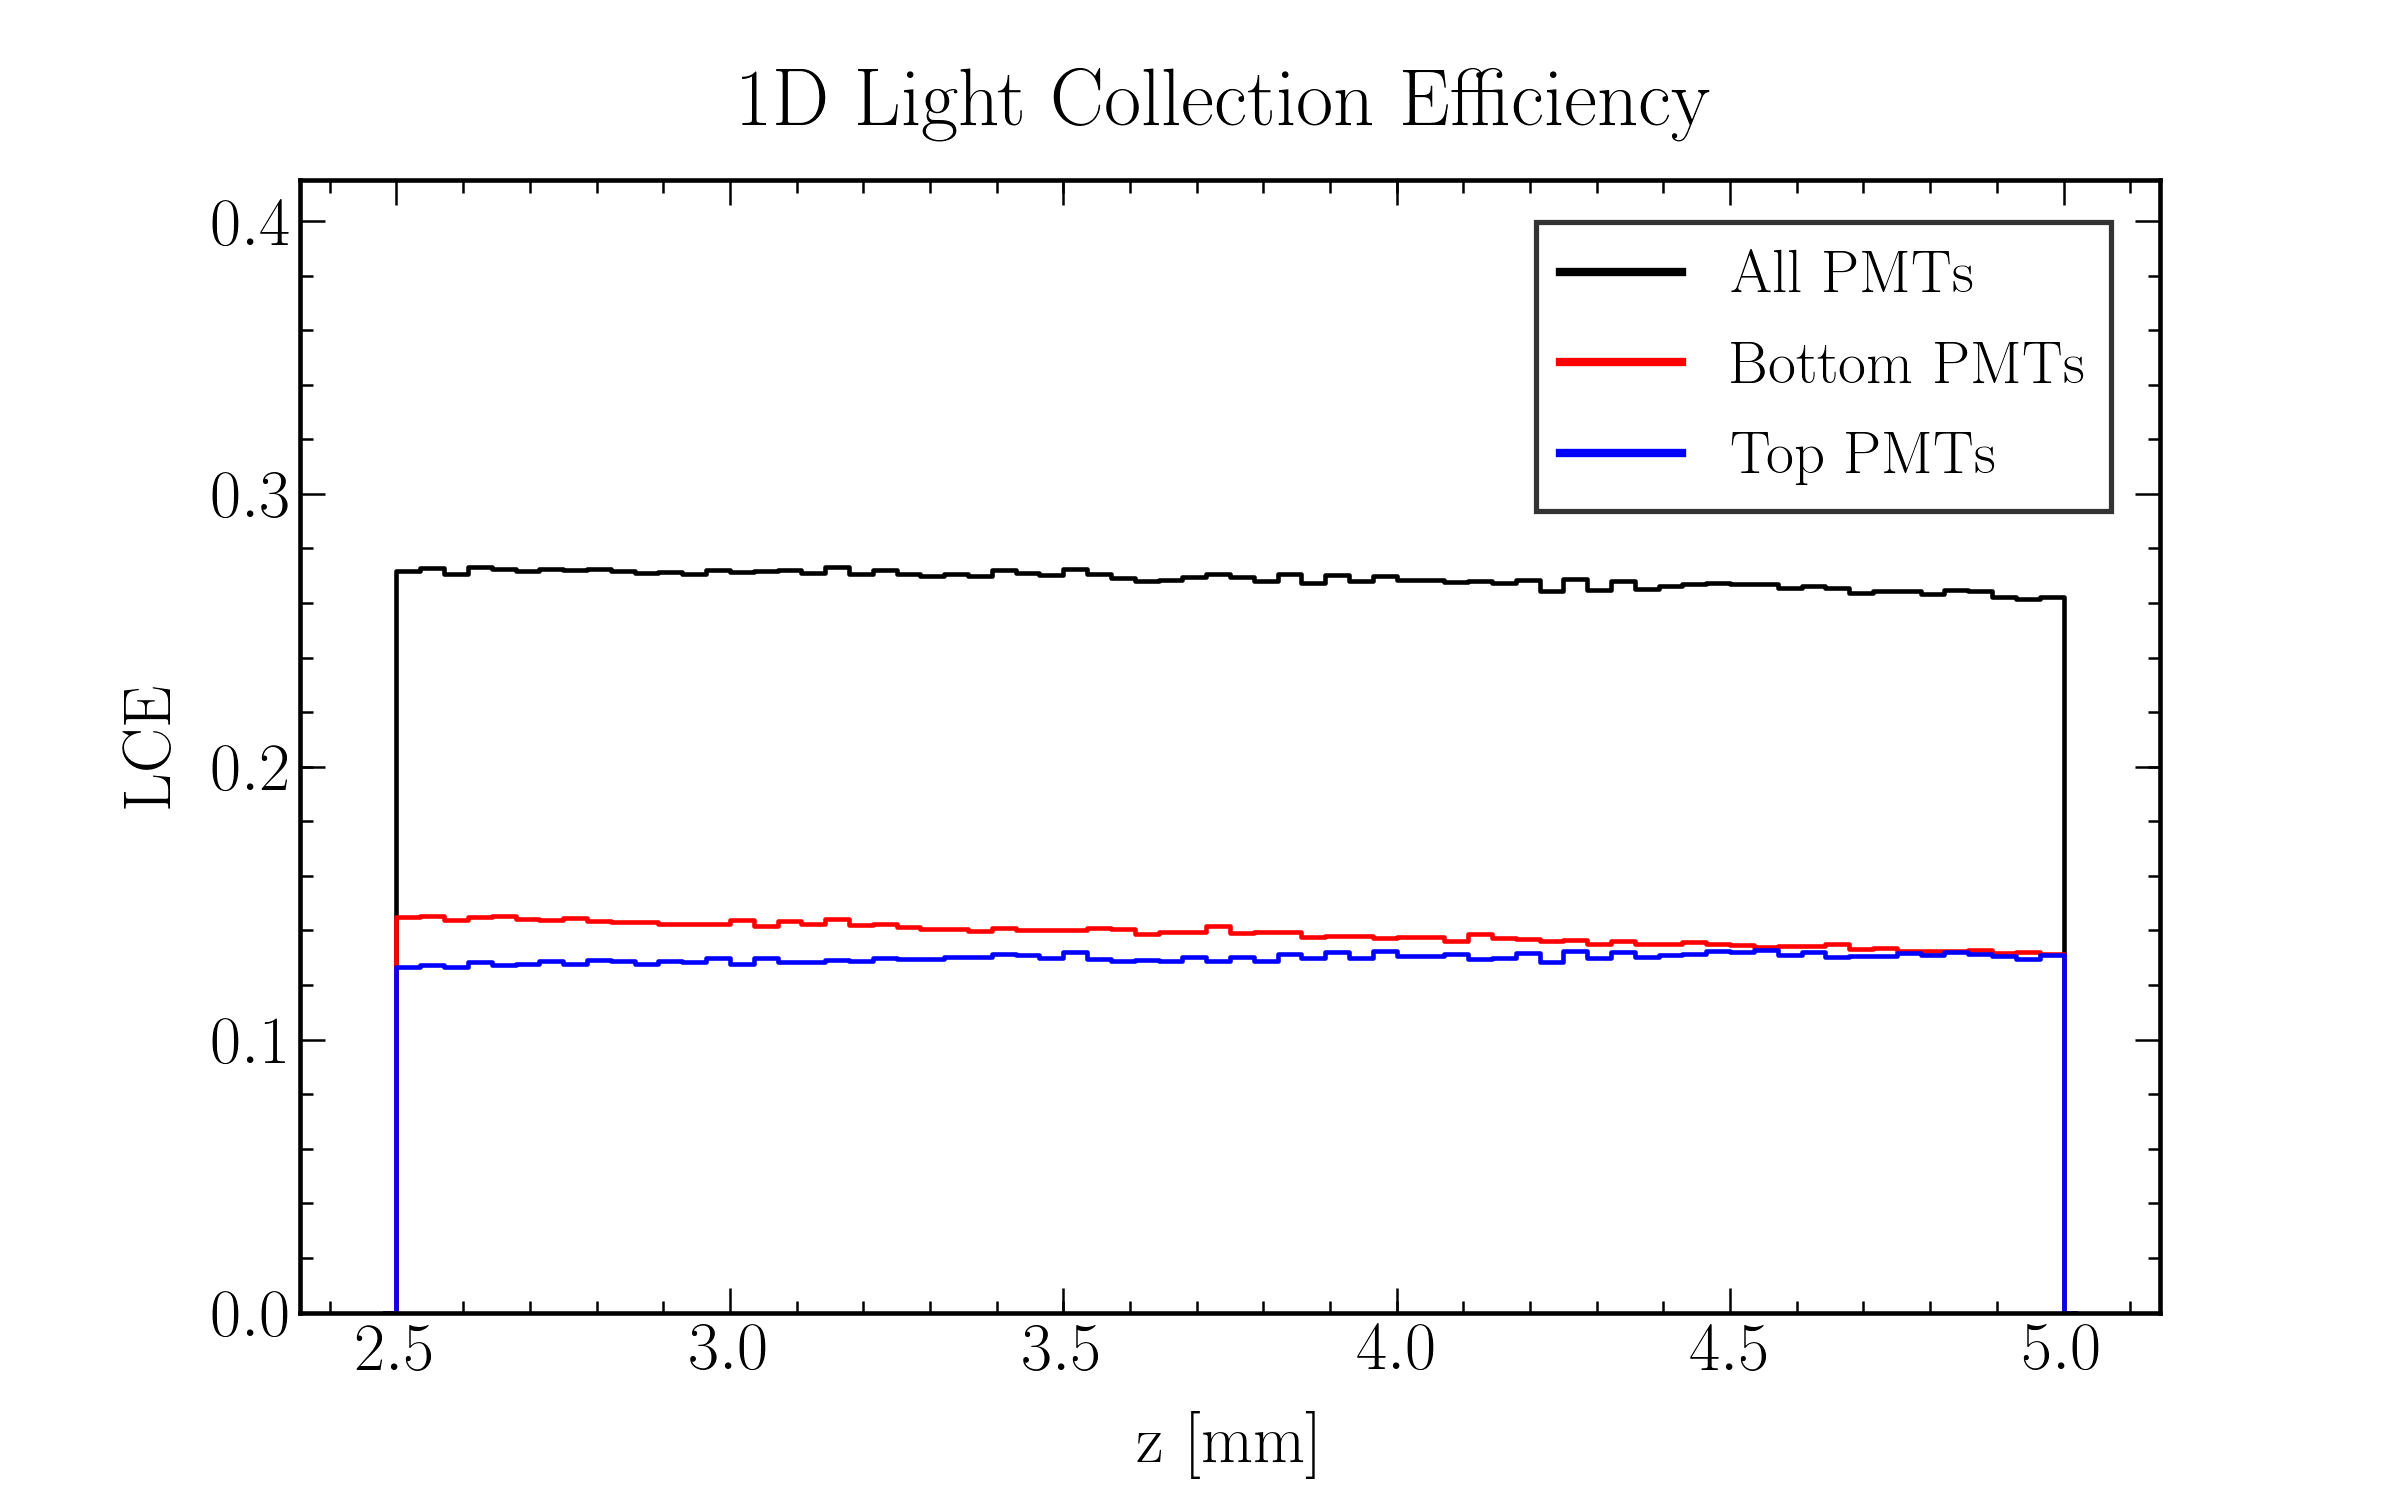 1D Light Collection Efficiency
0.4
0.3
0.2
0.1
0.0
LCE
All PMTs
Bottom PMTs
Top PMTs
2.5 3.0 3.5 4.0 4.5 5.0
z [mm]